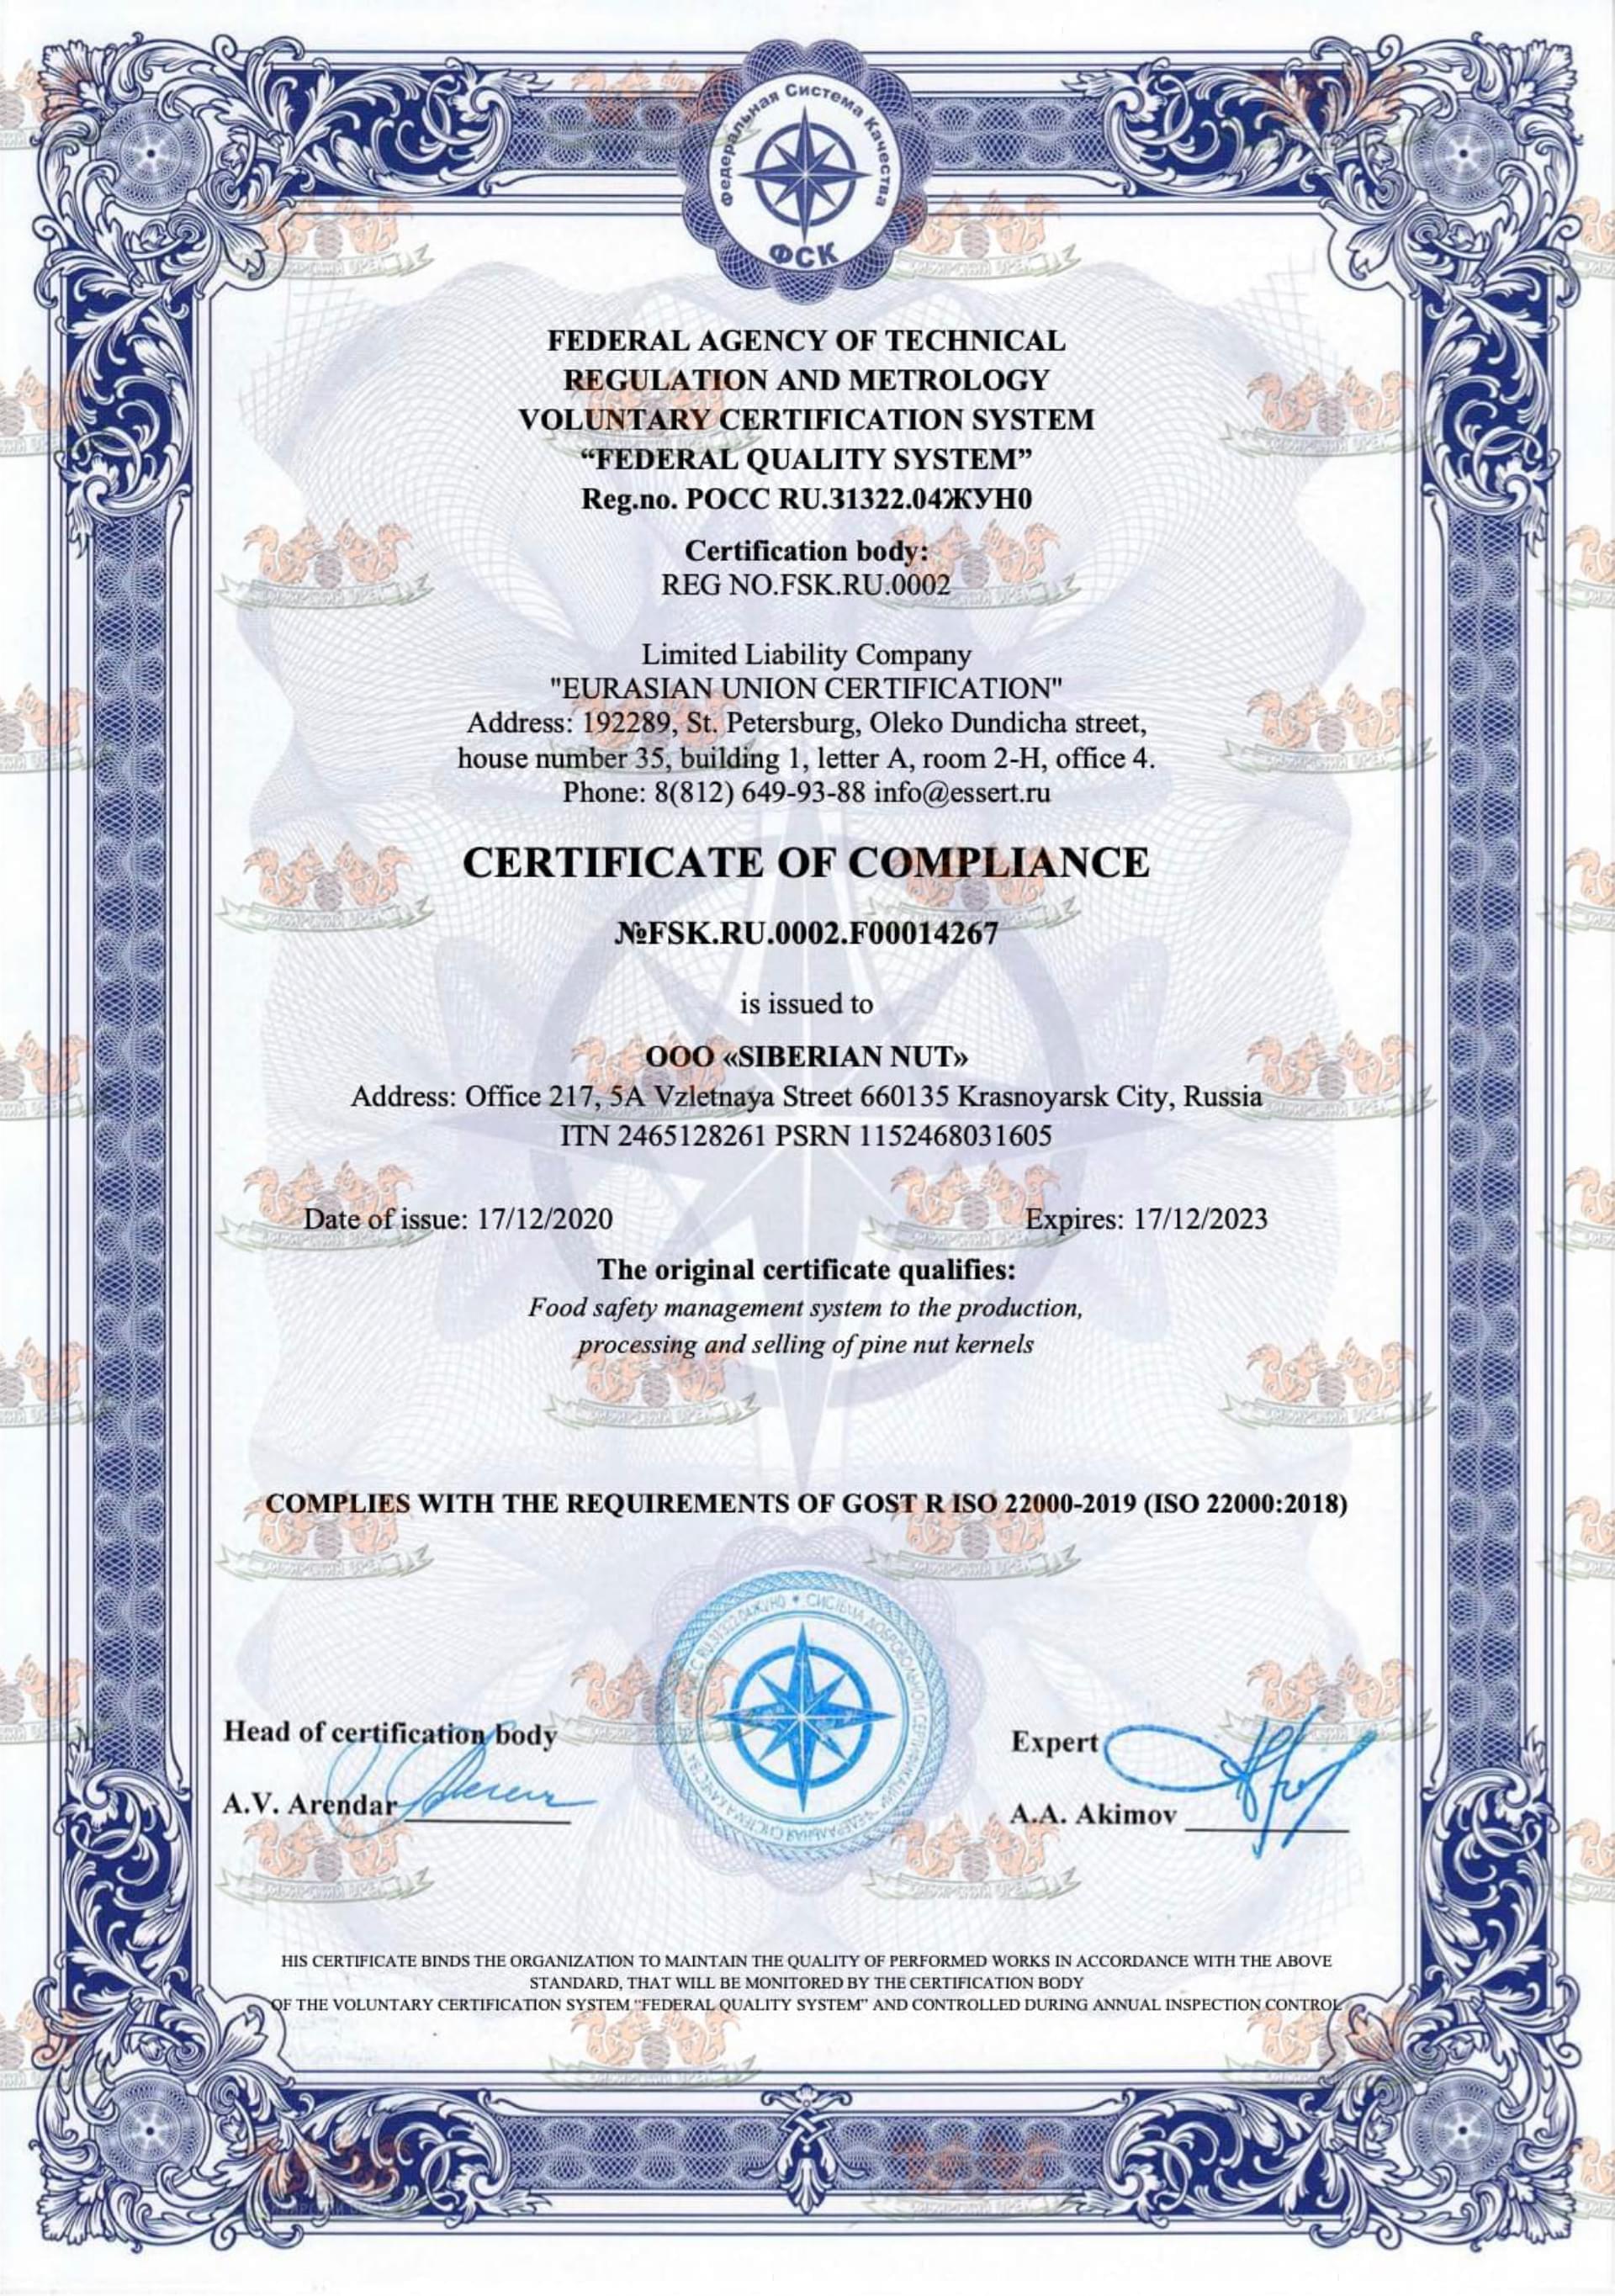 Федеральная Система Качества
ФСК
FEDERAL AGENCY OF TECHNICAL
REGULATION AND METROLOGY
VOLUNTARY CERTIFICATION SYSTEM
“FEDERAL QUALITY SYSTEM”
Reg.no. РОСС RU.31322.04ЖУН0
Certification body:
REG NO.FSK.RU.0002
Limited Liability Company
"EURASIAN UNION CERTIFICATION"
Address: 192289, St. Petersburg, Oleko Dundicha street,
house number 35, building 1, letter A, room 2-H, office 4.
Phone: 8(812) 649-93-88 info@essert.ru
CERTIFICATE OF COMPLIANCE
№FSK.RU.0002.F00014267
is issued to
OOO «SIBERIAN NUT»
Address: Office 217, 5A Vzletnaya Street 660135 Krasnoyarsk City, Russia
ITN 2465128261 PSRN 1152468031605
Date of issue: 17/12/2020 Expires: 17/12/2023
The original certificate qualifies:
Food safety management system to the production,
processing and selling of pine nut kernels
COMPLIES WITH THE REQUIREMENTS OF GOST R ISO 22000-2019 (ISO 22000:2018)
Head of certification body
A.V. Arendar
Expert
A.A. Akimov
HIS CERTIFICATE BINDS THE ORGANIZATION TO MAINTAIN THE QUALITY OF PERFORMED WORKS IN ACCORDANCE WITH THE ABOVE
STANDARD, THAT WILL BE MONITORED BY THE CERTIFICATION BODY
OF THE VOLUNTARY CERTIFICATION SYSTEM "FEDERAL QUALITY SYSTEM" AND CONTROLLED DURING ANNUAL INSPECTION CONTROL